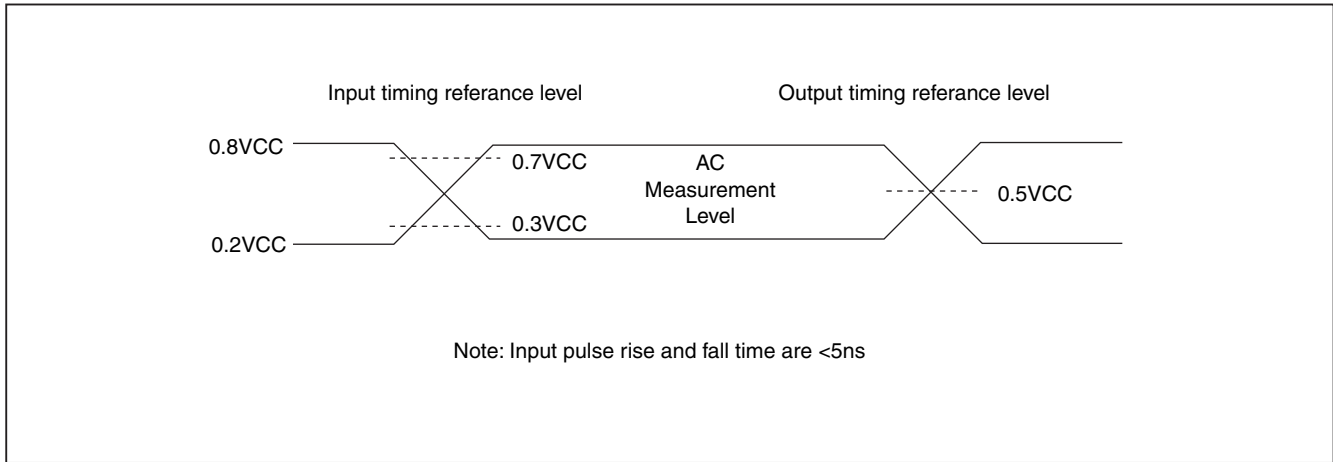 Input timing referance level
Output timing referance level
0.8VCC
0.7VCC
AC
Measurement
Level
0.5VCC
0.3VCC
0.2VCC
Note: Input pulse rise and fall time are <5ns